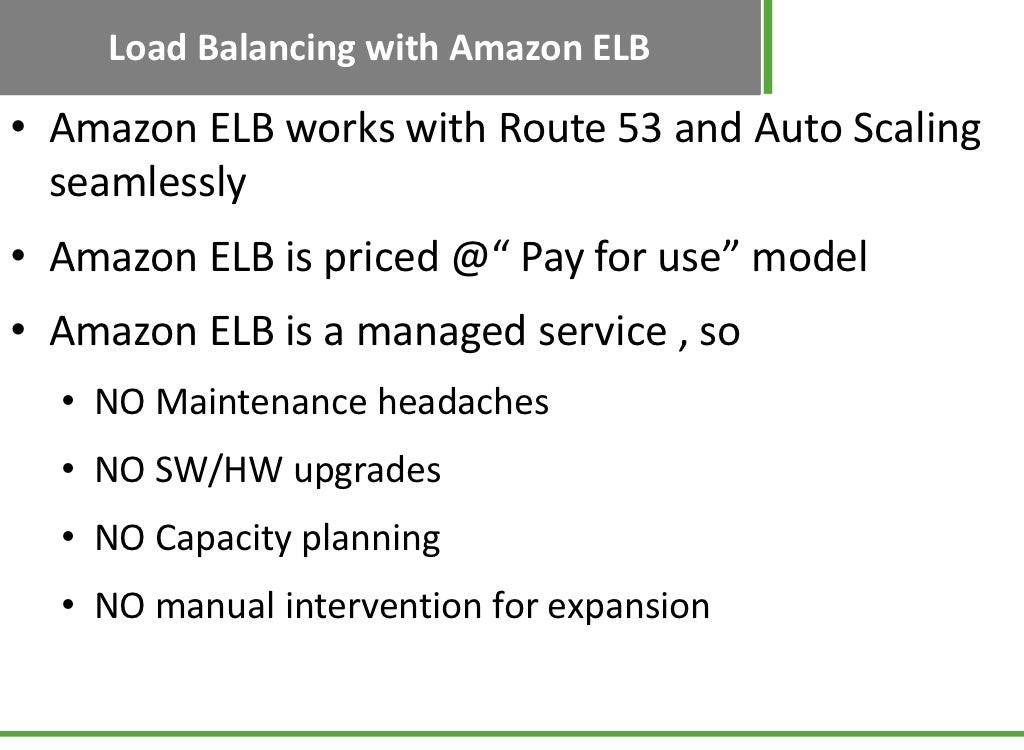 Load Balancing with Amazon ELB
• Amazon ELB works with Route 53 and Auto Scaling
seamlessly
• Amazon ELB is priced @“ Pay for use” model
• Amazon ELB is a managed service , so
• NO Maintenance headaches
• NO SW/HW upgrades
• NO Capacity planning
• NO manual intervention for expansion